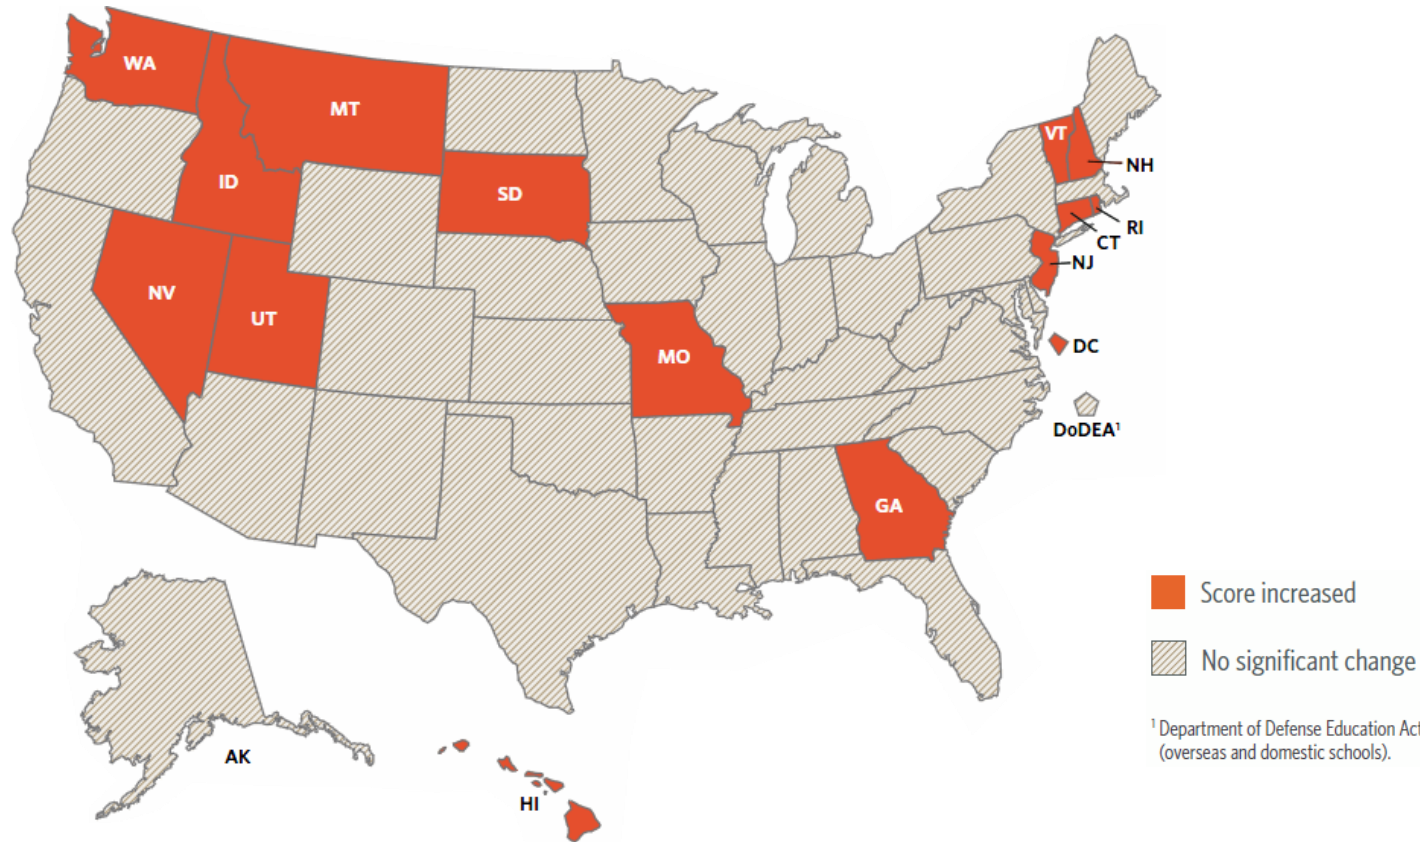 WA
MT
VT
NH
ID
SD
RI
CT
NJ
NV
UT
DC
MO
DoDEA¹
GA
Score increased
No significant change
¹ Department of Defense Education Act
(overseas and domestic schools).
AK
HI